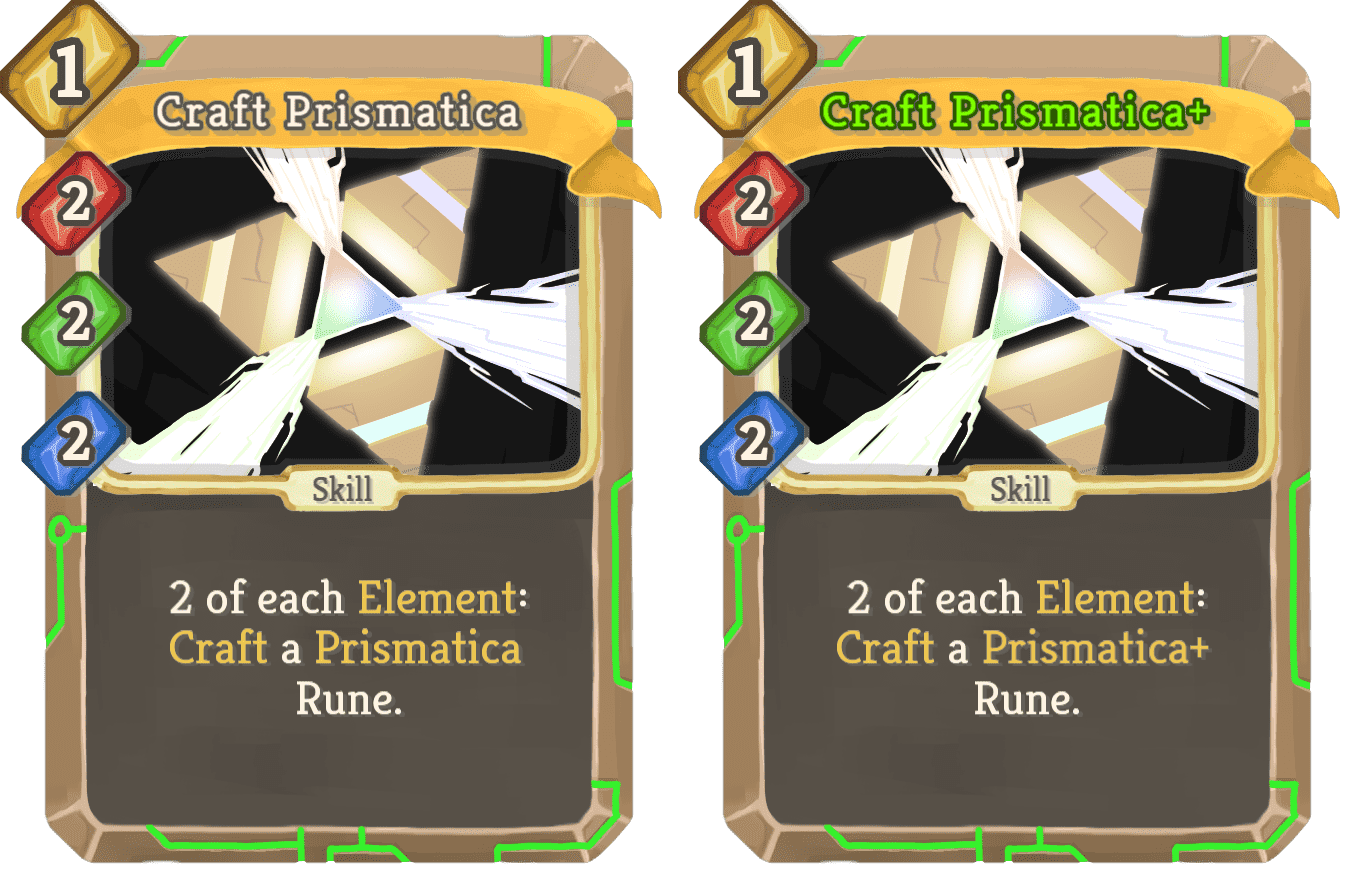 1
Craft Prismatica
2
2
2
Skill
2 of each Element:
Craft a Prismatica
Rune.
1
Craft Prismatica+
2
2
2
Skill
2 of each Element:
Craft a Prismatica+
Rune.